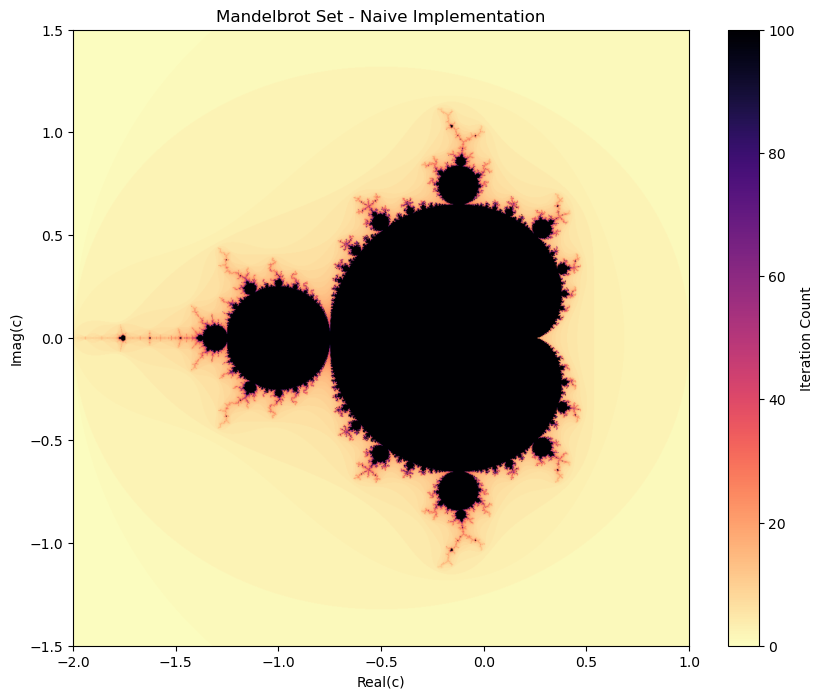 Mandelbrot Set - Naive Implementation
1.5
1.0
0.5
0.0
−0.5
−1.0
−1.5
Imag(c)
−2.0 −1.5 −1.0 −0.5 0.0 0.5 1.0
Real(c)
100
80
60
40
20
0
Iteration Count